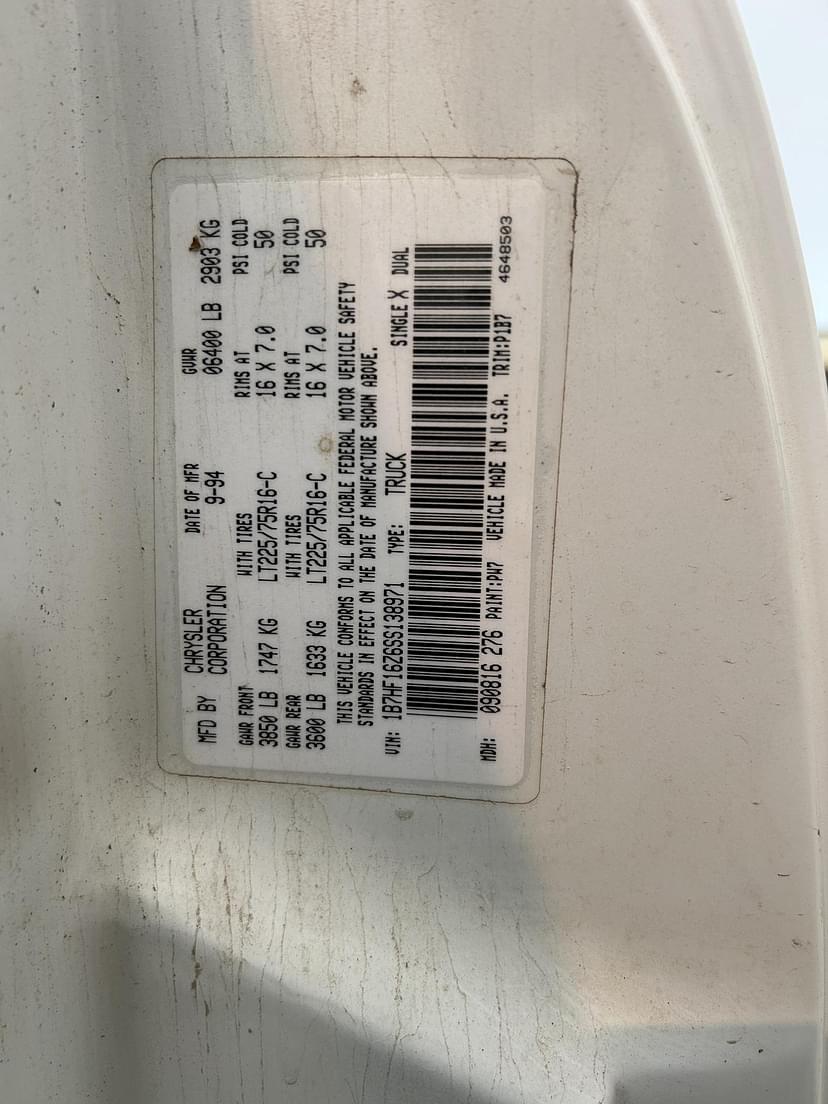 MFD BY CHRYSLER CORPORATION DATE OF MFR 9-94 GVWR 06400 LB 2903 KG
GAWR FRONT WITH TIRES RIMS AT PSI COLD
3850 LB 1747 KG LT225/75R16-C 16 X 7.0 50
GAWR REAR WITH TIRES RIMS AT PSI COLD
3600 LB 1633 KG LT225/75R16-C 16 X 7.0 50
THIS VEHICLE CONFORMS TO ALL APPLICABLE FEDERAL MOTOR VEHICLE SAFETY
STANDARDS IN EFFECT ON THE DATE OF MANUFACTURE SHOWN ABOVE.
VIN: 1B7HF16Z6SS138971 TYPE: TRUCK SINGLE X DUAL
MDH: 090816 276 PAINT:PW7 VEHICLE MADE IN U.S.A. TRIM:P1B7 4648503